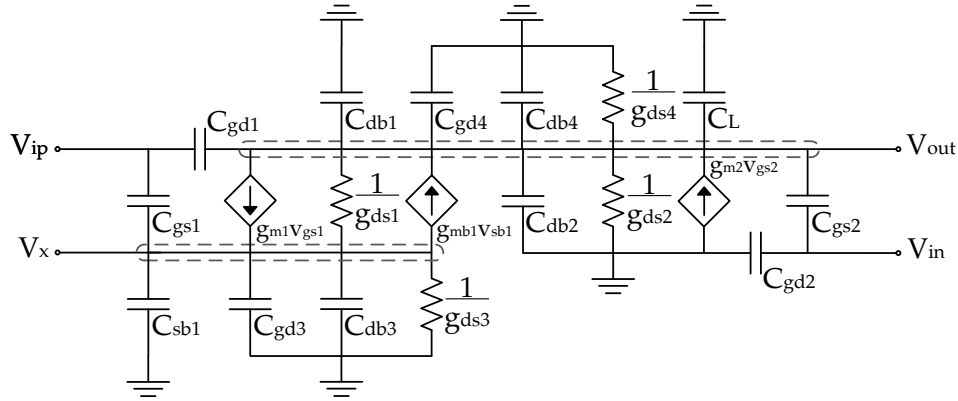 Cgd1
Cdb1
Cgd4
Cdb4
1
gds4
CL
Vip
Vout
Cgs1
gm1vgs1
1
gds1
gmb1vsb1
Cdb2
1
gds2
gm2vgs2
Cgs2
Vx
Vin
Cgd2
Csb1
Cgd3
Cdb3
1
gds3